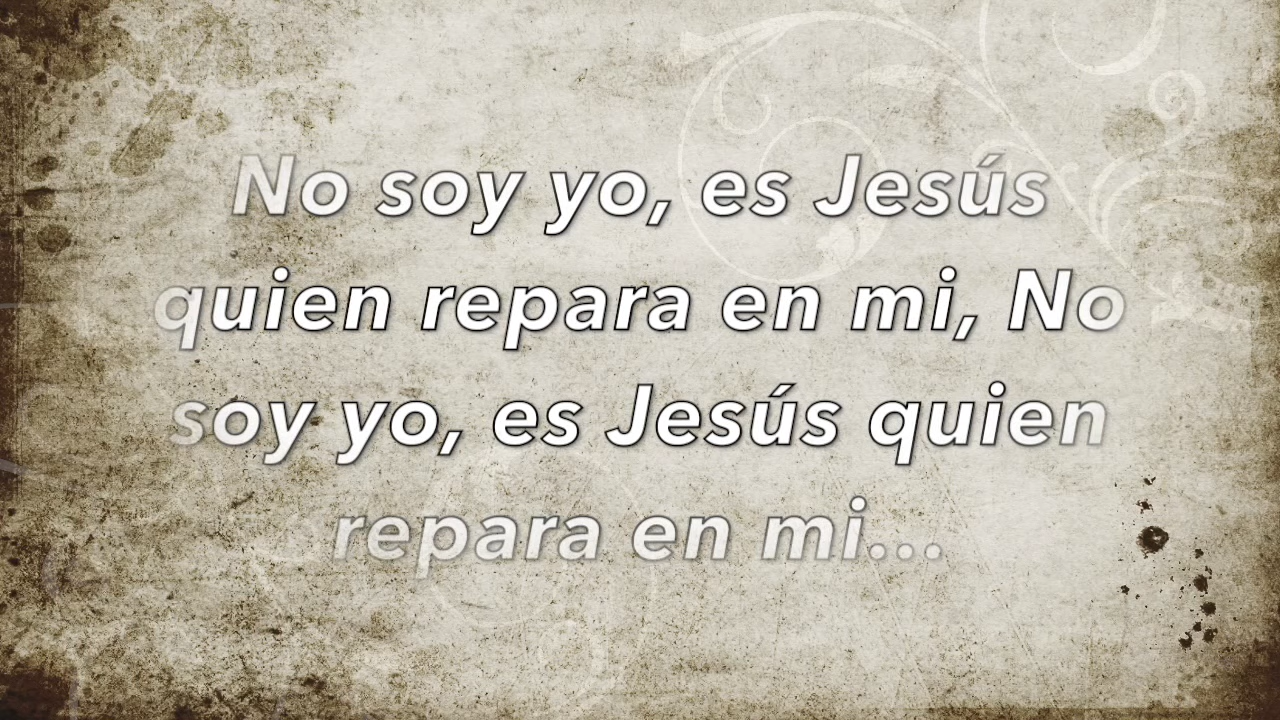 No soy yo, es Jesús
quien repara en mi, No
soy yo, es Jesús quien
repara en mi...